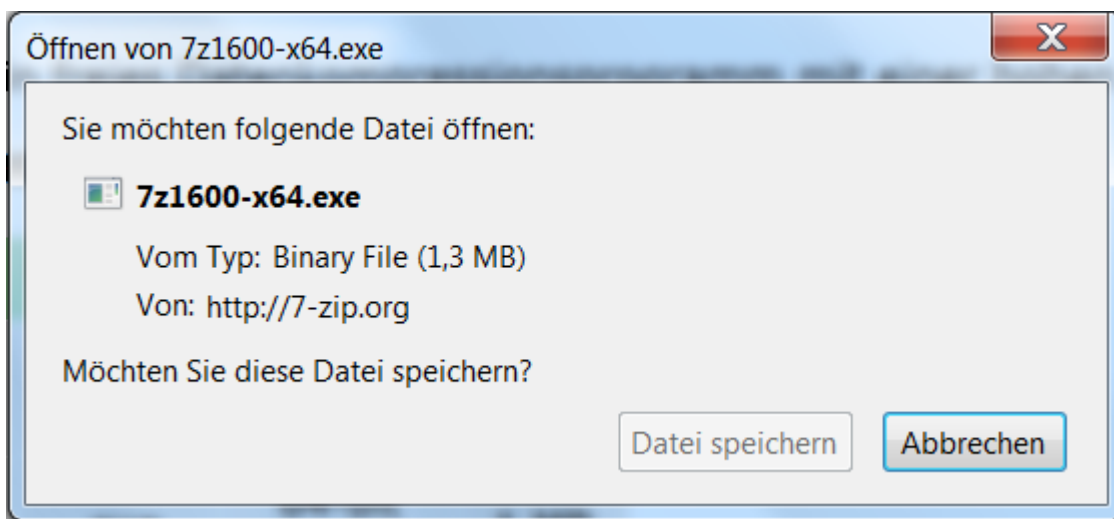 Öffnen von 7z1600-x64.exe
Sie möchten folgende Datei öffnen:
7z1600-x64.exe
Vom Typ: Binary File (1,3 MB)
Von: http://7-zip.org
Möchten Sie diese Datei speichern?
Datei speichern
Abbrechen